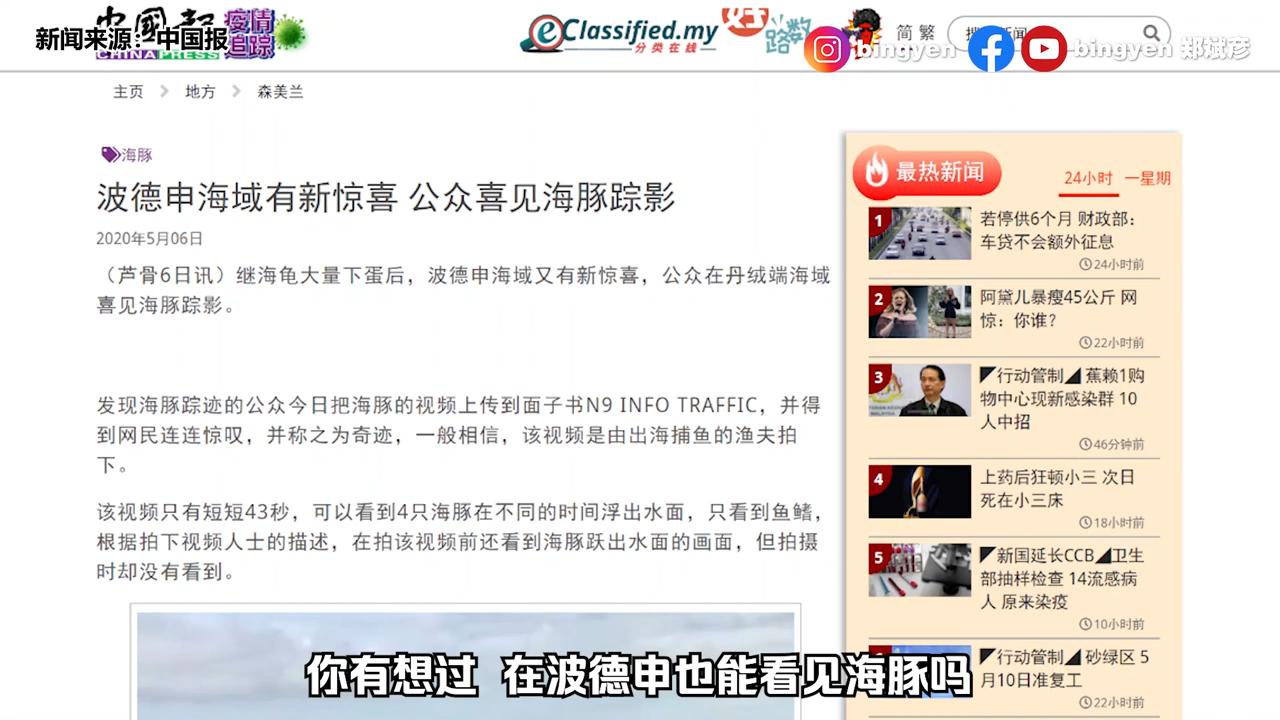 新闻来源：中国报
中國報
CHINA PRESS
疫情
追踪
eClassified.my
分类在线
好
路数
简 繁
bingyen
bingyen 郑斌彦
主页
地方
森美兰
海豚
波德申海域有新惊喜 公众喜见海豚踪影
2020年5月06日
（芦骨6日讯）继海龟大量下蛋后，波德申海域又有新惊喜，公众在丹绒端海域
喜见海豚踪影。
发现海豚踪迹的公众今日把海豚的视频上传到面子书N9 INFO TRAFFIC，并得
到网民连连惊叹，并称之为奇迹，一般相信，该视频是由出海捕鱼的渔夫拍
下。
该视频只有短短43秒，可以看到4只海豚在不同的时间浮出水面，只看到鱼鳍，
根据拍下视频人士的描述，在拍该视频前还看到海豚跃出水面的画面，但拍摄
时却没有看到。
最热新闻
24小时
一星期
1
若停供6个月 财政部：
车贷不会额外征息
24小时前
2
阿黛儿暴瘦45公斤 网
惊：你谁？
22小时前
3
◤行动管制◢ 蕉赖1购
物中心现新感染群 10
人中招
46分钟前
4
上药后狂顿小三 次日
死在小三床
18小时前
5
◤新国延长CCB◢卫生
部抽样检查 14流感病
人 原来染疫
10小时前
◤行动管制◢ 砂绿区 5
月10日准复工
22小时前
你有想过 在波德申也能看见海豚吗